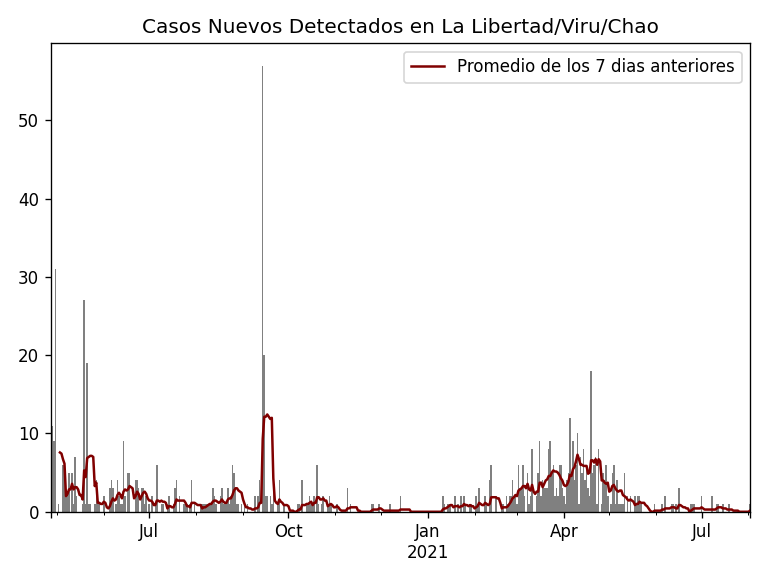 Casos Nuevos Detectados en La Libertad/Viru/Chao
Promedio de los 7 dias anteriores
50
40
30
20
10
0
Jul Oct Jan Apr Jul
2021